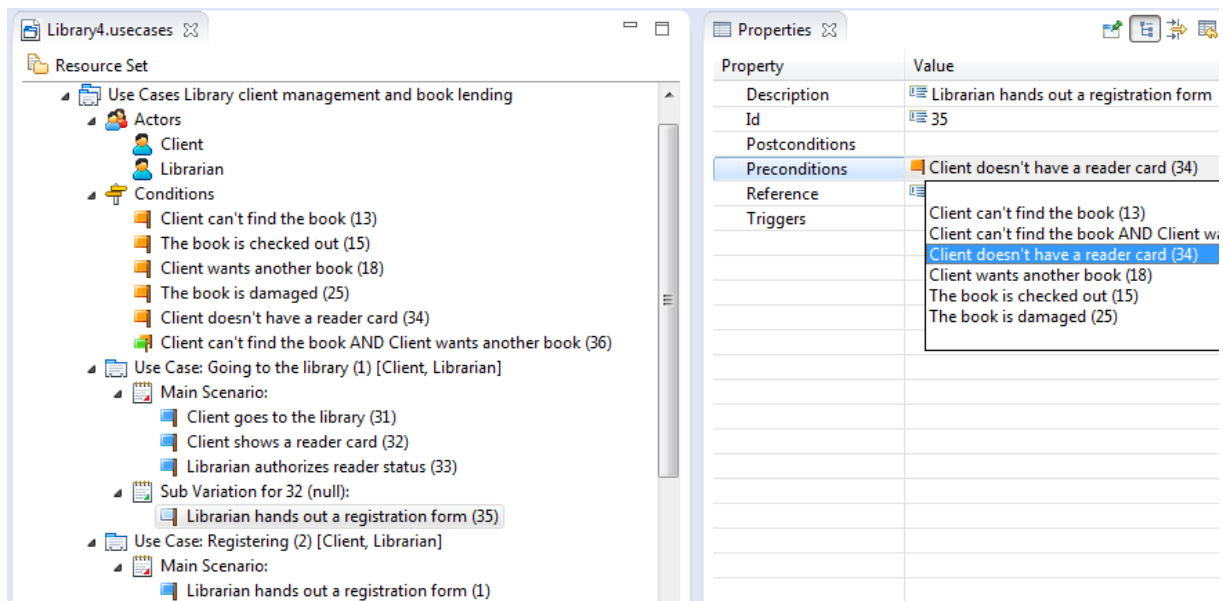 Library4.usecases
Resource Set
Use Cases Library client management and book lending
Actors
Client
Librarian
Conditions
Client can't find the book (13)
The book is checked out (15)
Client wants another book (18)
The book is damaged (25)
Client doesn't have a reader card (34)
Client can't find the book AND Client wants another book (36)
Use Case: Going to the library (1) [Client, Librarian]
Main Scenario:
Client goes to the library (31)
Client shows a reader card (32)
Librarian authorizes reader status (33)
Sub Variation for 32 (null):
Librarian hands out a registration form (35)
Use Case: Registering (2) [Client, Librarian]
Main Scenario:
Librarian hands out a registration form (1)
Properties
Property Value
Description Librarian hands out a registration form
Id 35
Postconditions
Preconditions Client doesn't have a reader card (34)
Reference
Triggers
Client can't find the book (13)
Client can't find the book AND Client
Client doesn't have a reader card (34)
Client wants another book (18)
The book is checked out (15)
The book is damaged (25)